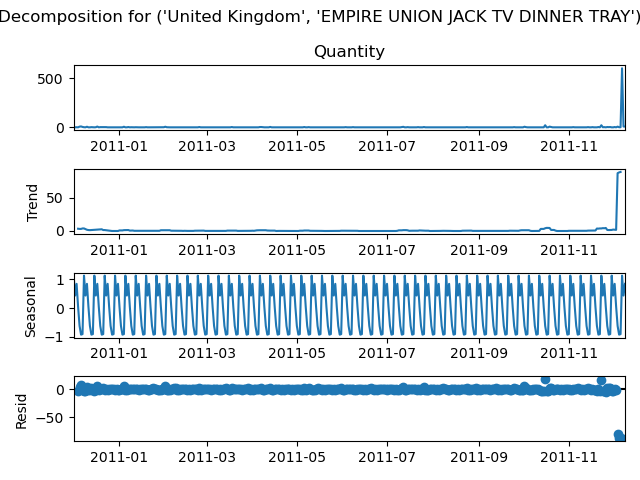 Decomposition for ('United Kingdom', 'EMPIRE UNION JACK TV DINNER TRAY')
Quantity
500
0
2011-01 2011-03 2011-05 2011-07 2011-09 2011-11
Trend
50
0
2011-01 2011-03 2011-05 2011-07 2011-09 2011-11
Seasonal
1
0
−1
2011-01 2011-03 2011-05 2011-07 2011-09 2011-11
Resid
0
−50
2011-01 2011-03 2011-05 2011-07 2011-09 2011-11